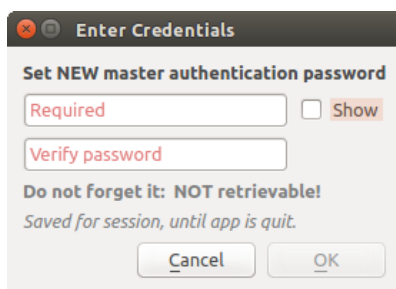 Enter Credentials
Set NEW master authentication password
Required Show
Verify password
Do not forget it: NOT retrievable!
Saved for session, until app is quit.
Cancel OK